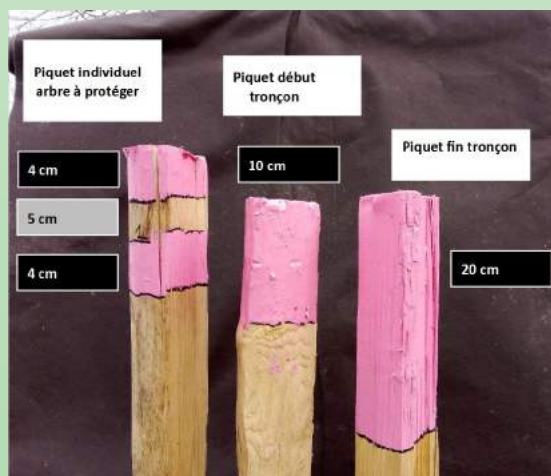 Piquet individuel
arbre à protéger
Piquet début
tronçon
Piquet fin tronçon
4 cm
5 cm
4 cm
10 cm
20 cm